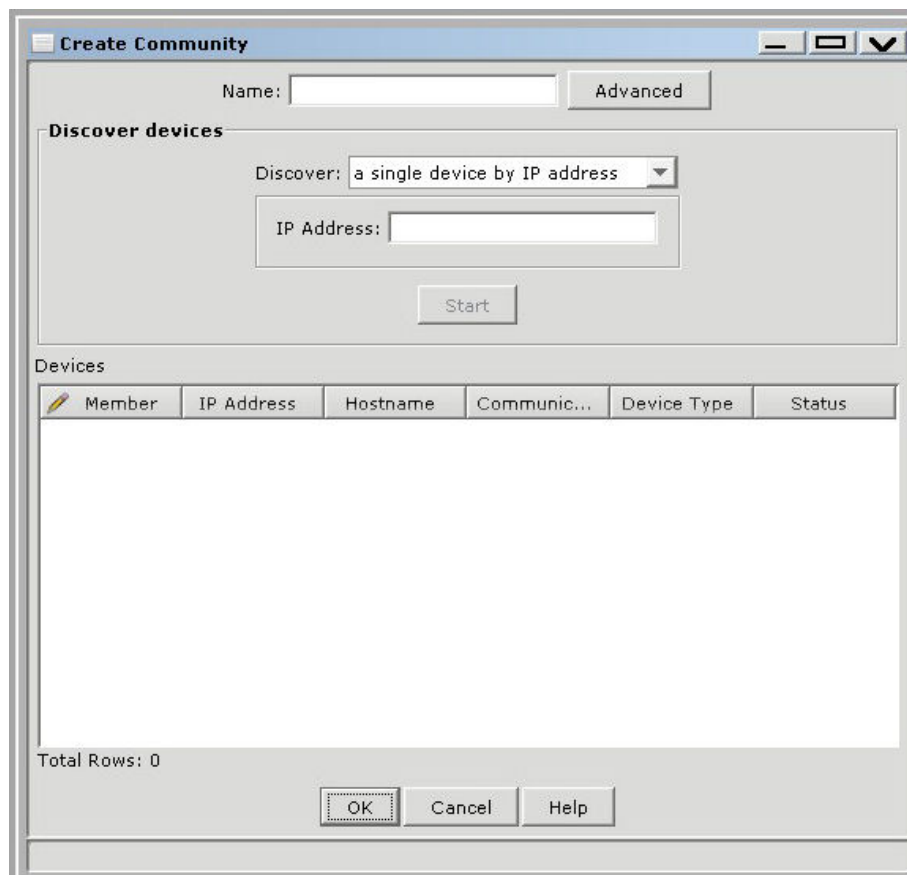 Create Community
Name: Advanced
Discover devices
Discover: a single device by IP address
IP Address:
Start
Devices
Member IP Address Hostname Communic... Device Type Status
Total Rows: 0
OK Cancel Help